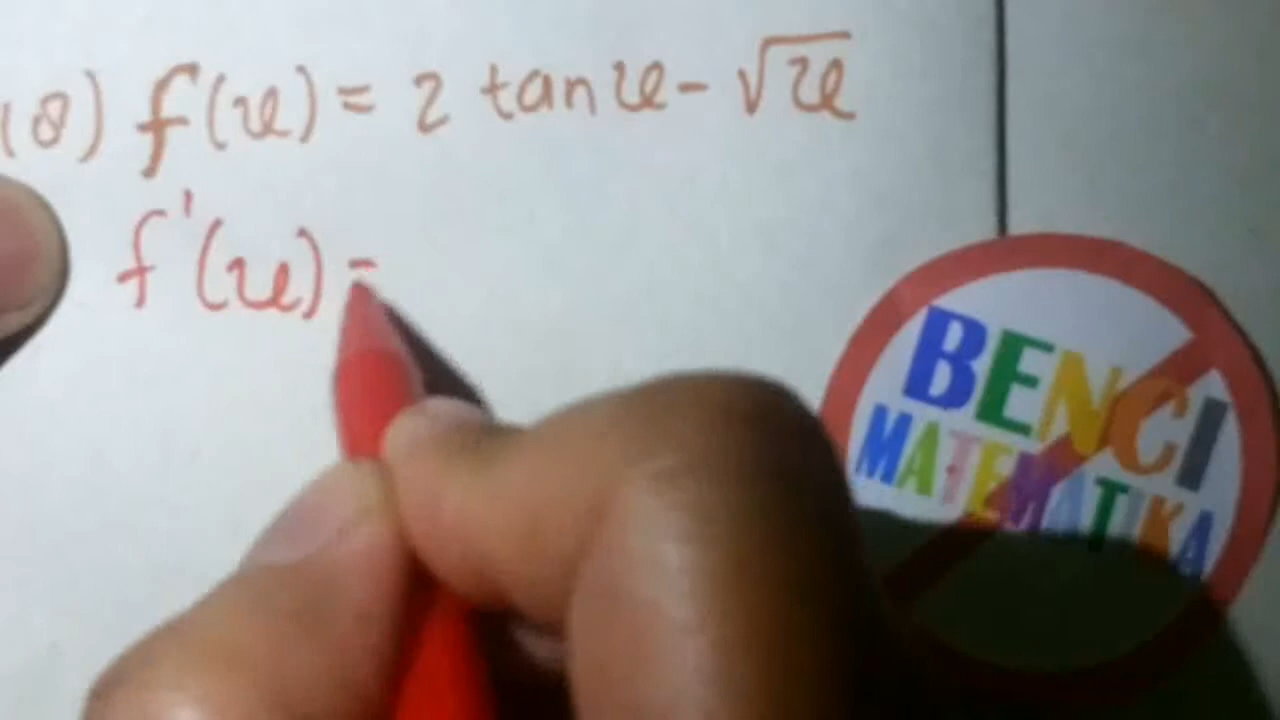 18) f(x) = 2 tan x - √x
f'(x) =
BENCI
MATEMATIKA